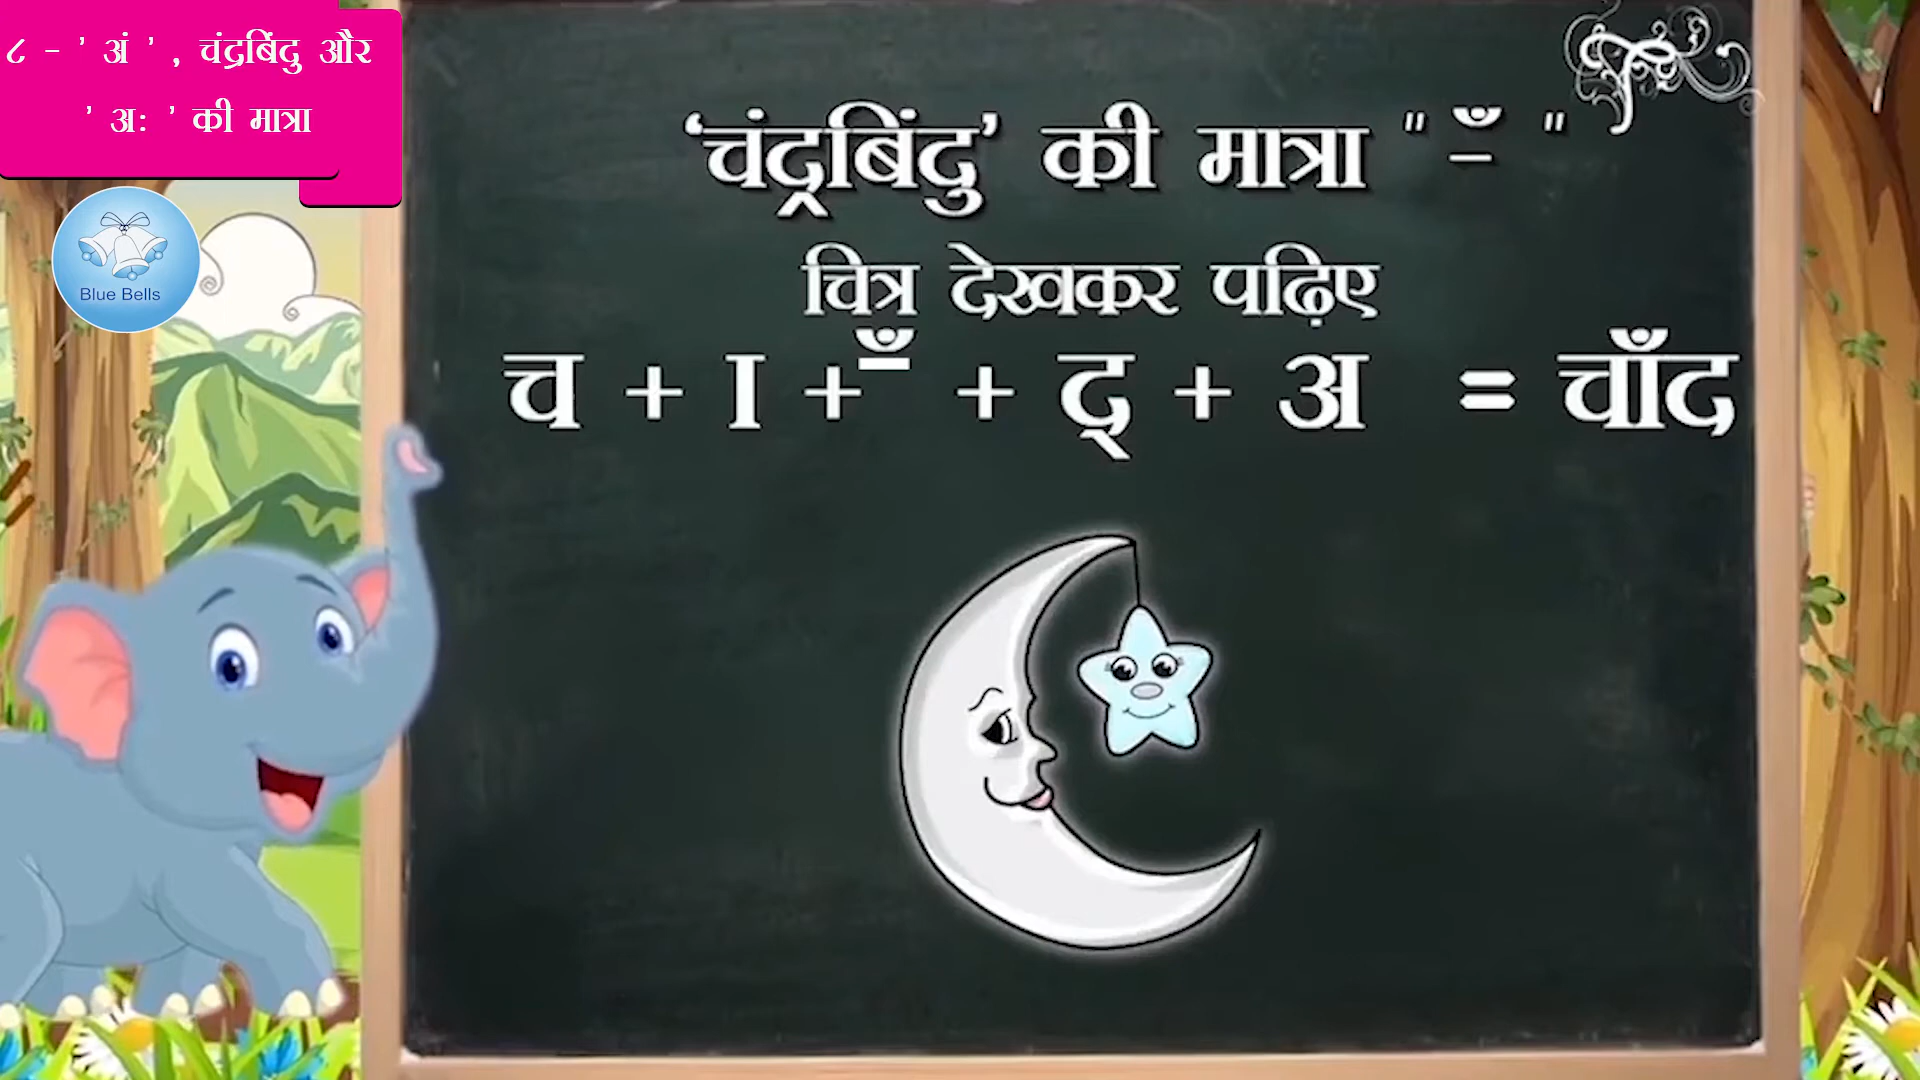 ८ - ' अं ' , चंद्रबिंदु और
' अः ' की मात्रा
Blue Bells
‘चंद्रबिंदु’ की मात्रा " ँ "
चित्र देखकर पढ़िए
च + ा + ँ + द् + अ = चाँद